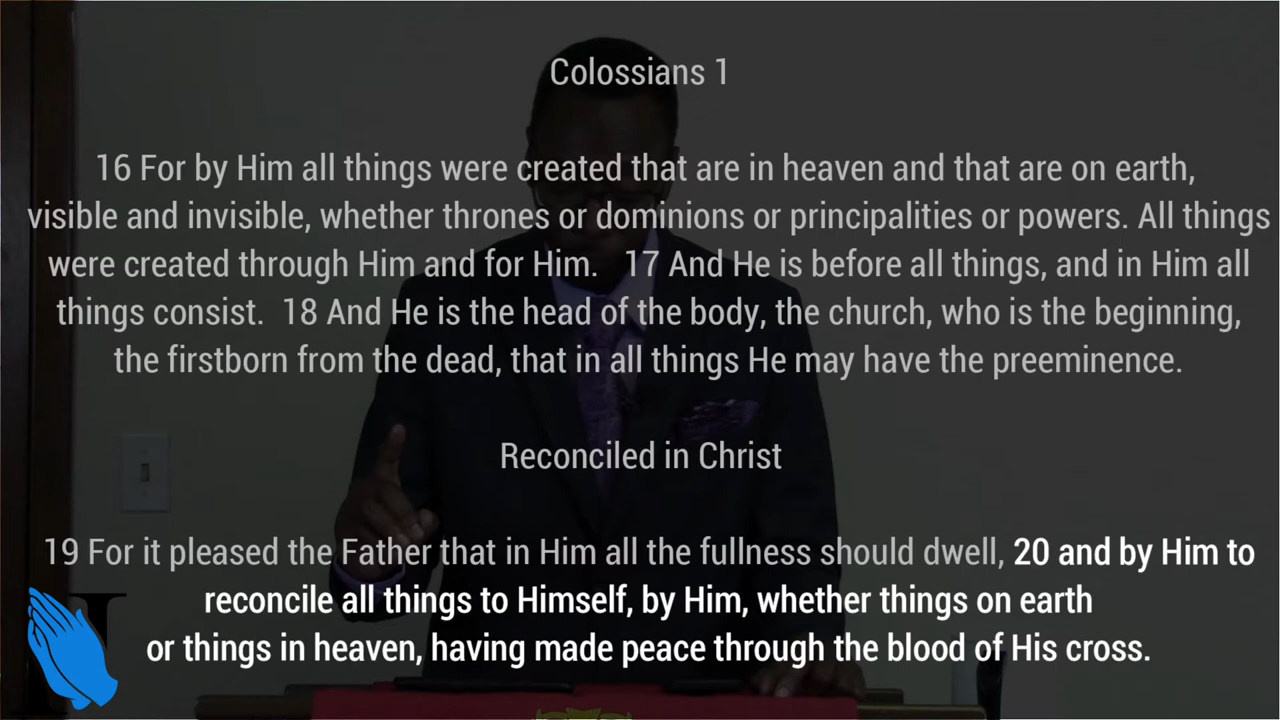 Colossians 1
16 For by Him all things were created that are in heaven and that are on earth,
visible and invisible, whether thrones or dominions or principalities or powers. All things
were created through Him and for Him.   17 And He is before all things, and in Him all
things consist.  18 And He is the head of the body, the church, who is the beginning,
the firstborn from the dead, that in all things He may have the preeminence.
Reconciled in Christ
19 For it pleased the Father that in Him all the fullness should dwell, 20 and by Him to
reconcile all things to Himself, by Him, whether things on earth
or things in heaven, having made peace through the blood of His cross.